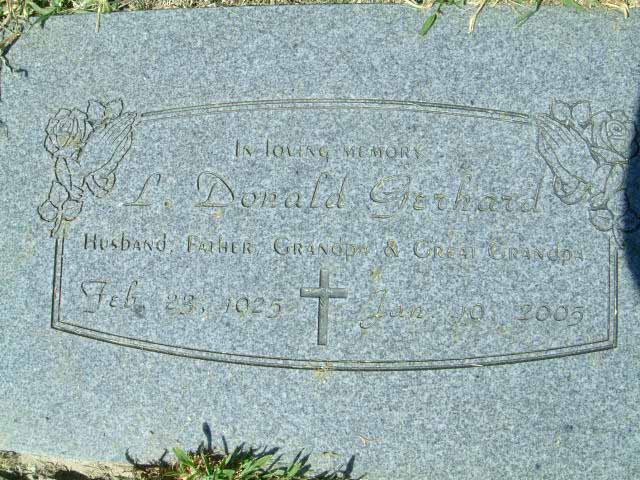 In loving memory
L. Donald Gerhard
Husband, Father, Grandpa & Great Grandpa
Feb. 23, 1925 Jan. 10, 2005